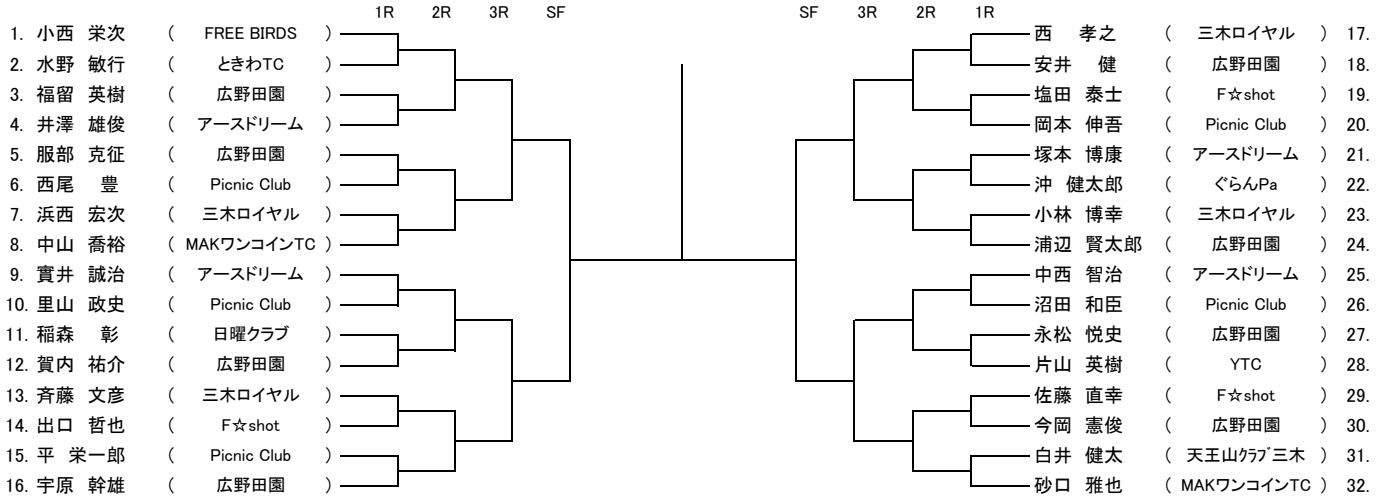 1R 2R 3R SF SF 3R 2R 1R
1. 小西 栄次 ( FREE BIRDS ) 西 孝之 ( 三木ロイヤル ) 17.
2. 水野 敏行 ( ときわTC ) 安井 健 ( 広野田園 ) 18.
3. 福留 英樹 ( 広野田園 ) 塩田 泰士 ( F☆shot ) 19.
4. 井澤 雄俊 ( アースドリーム ) 岡本 伸吾 ( Picnic Club ) 20.
5. 服部 克征 ( 広野田園 ) 塚本 博康 ( アースドリーム ) 21.
6. 西尾 豊 ( Picnic Club ) 沖 健太郎 ( ぐらんPa ) 22.
7. 浜西 宏次 ( 三木ロイヤル ) 小林 博幸 ( 三木ロイヤル ) 23.
8. 中山 喬裕 ( MAKワンコインTC ) 浦辺 賢太郎 ( 広野田園 ) 24.
9. 實井 誠治 ( アースドリーム ) 中西 智治 ( アースドリーム ) 25.
10. 里山 政史 ( Picnic Club ) 沼田 和臣 ( Picnic Club ) 26.
11. 稲森 彰 ( 日曜クラブ ) 永松 悦史 ( 広野田園 ) 27.
12. 賀内 祐介 ( 広野田園 ) 片山 英樹 ( YTC ) 28.
13. 斉藤 文彦 ( 三木ロイヤル ) 佐藤 直幸 ( F☆shot ) 29.
14. 出口 哲也 ( F☆shot ) 今岡 憲俊 ( 広野田園 ) 30.
15. 平 栄一郎 ( Picnic Club ) 白井 健太 ( 天王山ｸﾗﾌﾞ三木 ) 31.
16. 宇原 幹雄 ( 広野田園 ) 砂口 雅也 ( MAKワンコインTC ) 32.